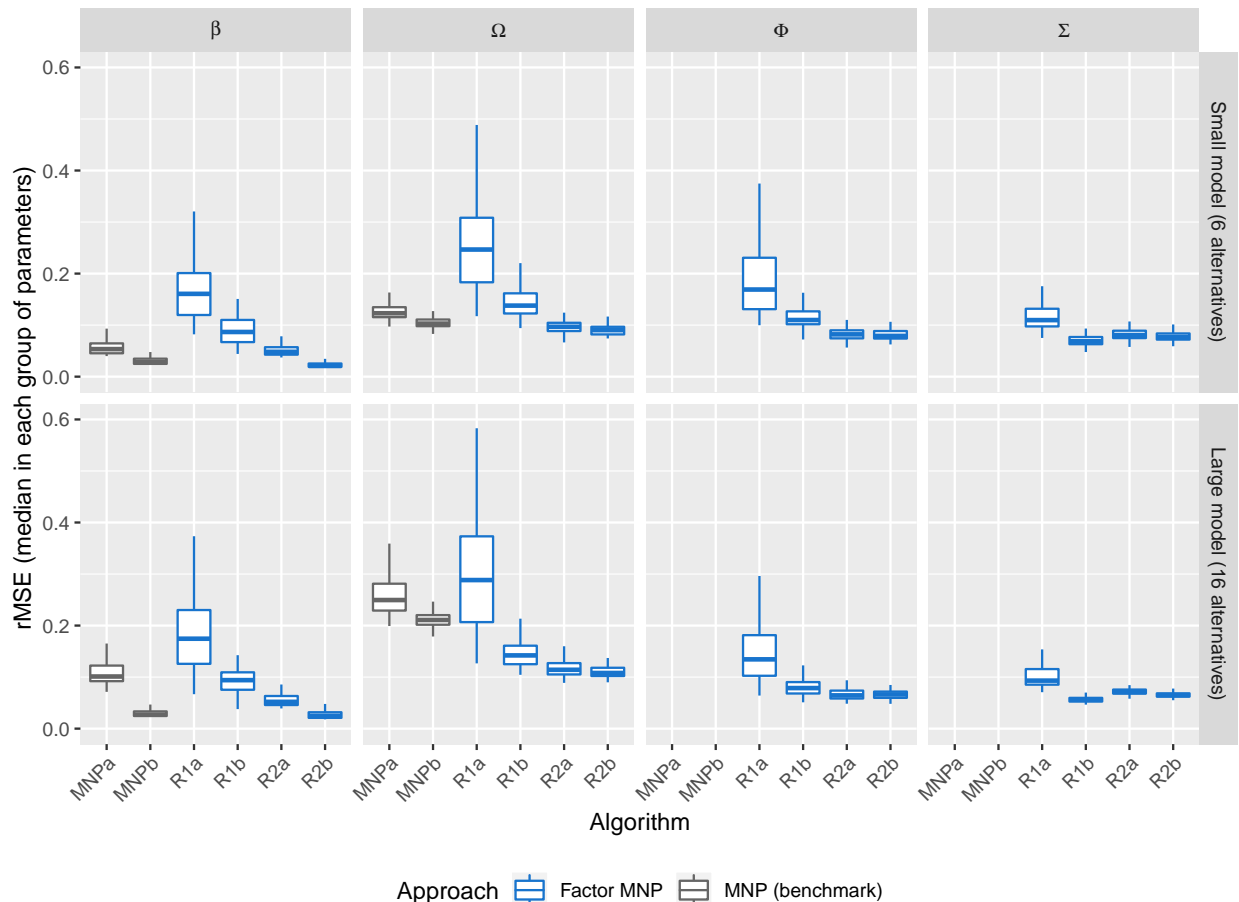 β Ω Φ Σ
rMSE (median in each group of parameters)
0.6
0.4
0.2
0.0
Small model (6 alternatives)
0.6
0.4
0.2
0.0
Large model (16 alternatives)
MNPa MNPb R1a R1b R2a R2b MNPa MNPb R1a R1b R2a R2b MNPa MNPb R1a R1b R2a R2b MNPa MNPb R1a R1b R2a R2b
Algorithm
Approach Factor MNP MNP (benchmark)